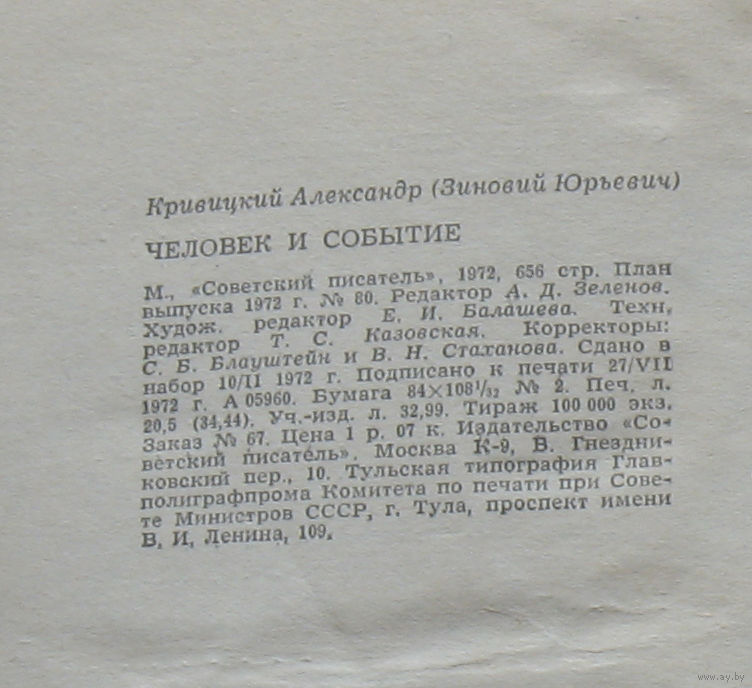 Кривицкий Александр (Зиновий Юрьевич)
ЧЕЛОВЕК И СОБЫТИЕ
М., «Советский писатель», 1972, 656 стр. План
выпуска 1972 г. № 80. Редактор А. Д. Зеленов.
Худож. редактор Е. И. Балашева. Техн.
редактор Т. С. Казовская. Корректоры:
С. Б. Блауштейн и В. Н. Стаханова. Сдано в
набор 10/II 1972 г. Подписано к печати 27/VII
1972 г. А 05960. Бумага 84×108¹/₃₂ № 2. Печ. л.
20,5 (34,44). Уч.-изд. л. 32,99. Тираж 100 000 экз.
Заказ № 67. Цена 1 р. 07 к. Издательство «Со-
ветский писатель». Москва К-9, В. Гнездни-
ковский пер., 10. Тульская типография Глав-
полиграфпрома Комитета по печати при Сове-
те Министров СССР, г. Тула, проспект имени
В. И. Ленина, 109.
www.ay.by